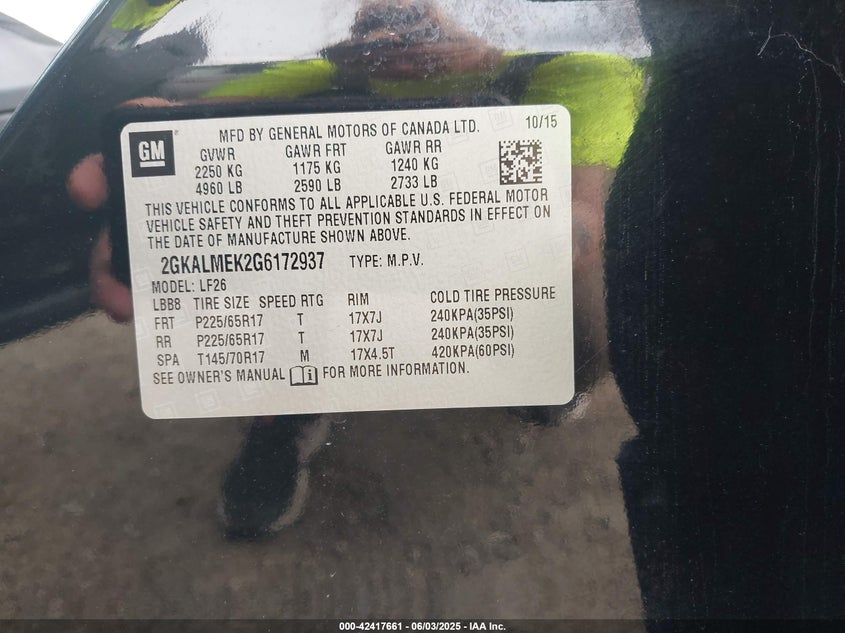 GM
MFD BY GENERAL MOTORS OF CANADA LTD. 10/15
GVWR GAWR FRT GAWR RR
2250 KG 1175 KG 1240 KG
4960 LB 2590 LB 2733 LB
THIS VEHICLE CONFORMS TO ALL APPLICABLE U.S. FEDERAL MOTOR
VEHICLE SAFETY AND THEFT PREVENTION STANDARDS IN EFFECT ON
THE DATE OF MANUFACTURE SHOWN ABOVE.
2GKALMEK2G6172937 TYPE: M.P.V.
MODEL: LF26
LBB8 TIRE SIZE SPEED RTG RIM COLD TIRE PRESSURE
FRT P225/65R17 T 17X7J 240KPA(35PSI)
RR P225/65R17 T 17X7J 240KPA(35PSI)
SPA T145/70R17 M 17X4.5T 420KPA(60PSI)
SEE OWNER'S MANUAL FOR MORE INFORMATION.
000-42417661 - 06/03/2025 - IAA Inc.